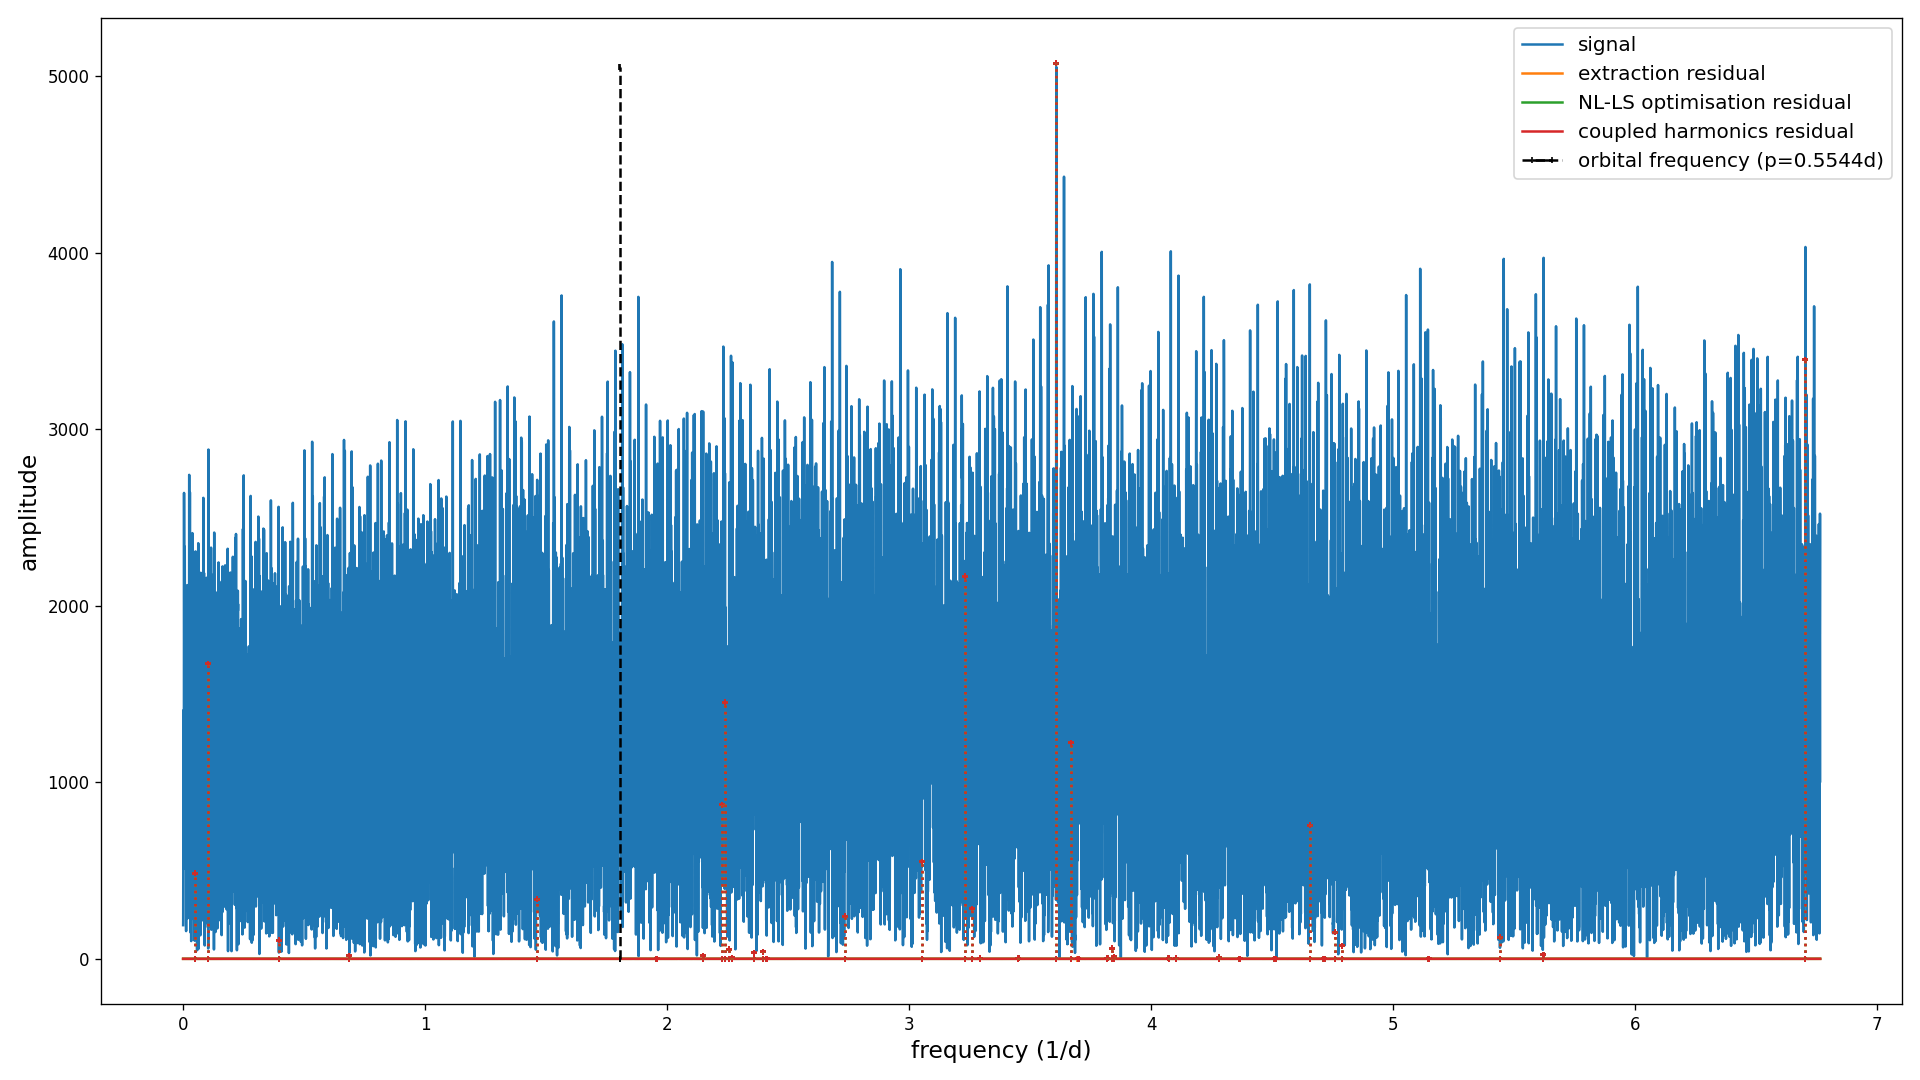 signal
extraction residual
NL-LS optimisation residual
coupled harmonics residual
orbital frequency (p=0.5544d)
amplitude
5000
4000
3000
2000
1000
0
0 1 2 3 4 5 6 7
frequency (1/d)